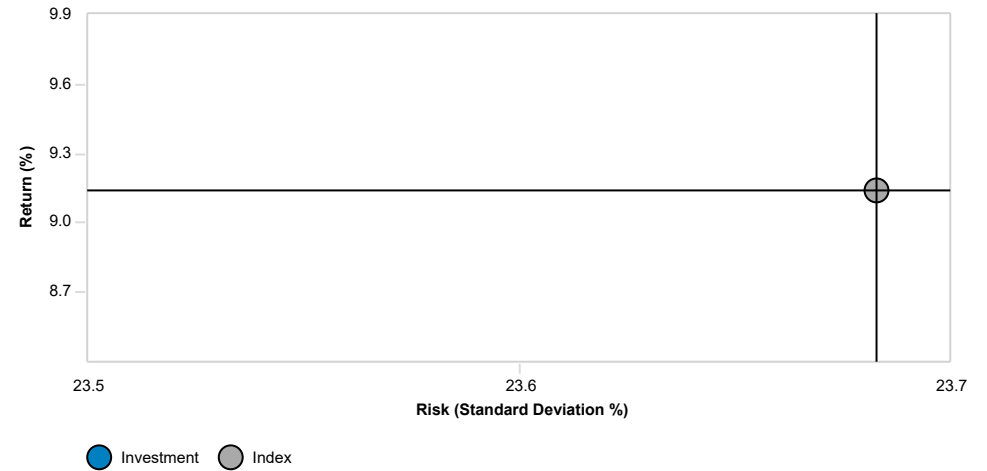 9.9
9.6
9.3
9.0
8.7
Return (%)
23.5 23.6 23.7
Risk (Standard Deviation %)
Investment Index